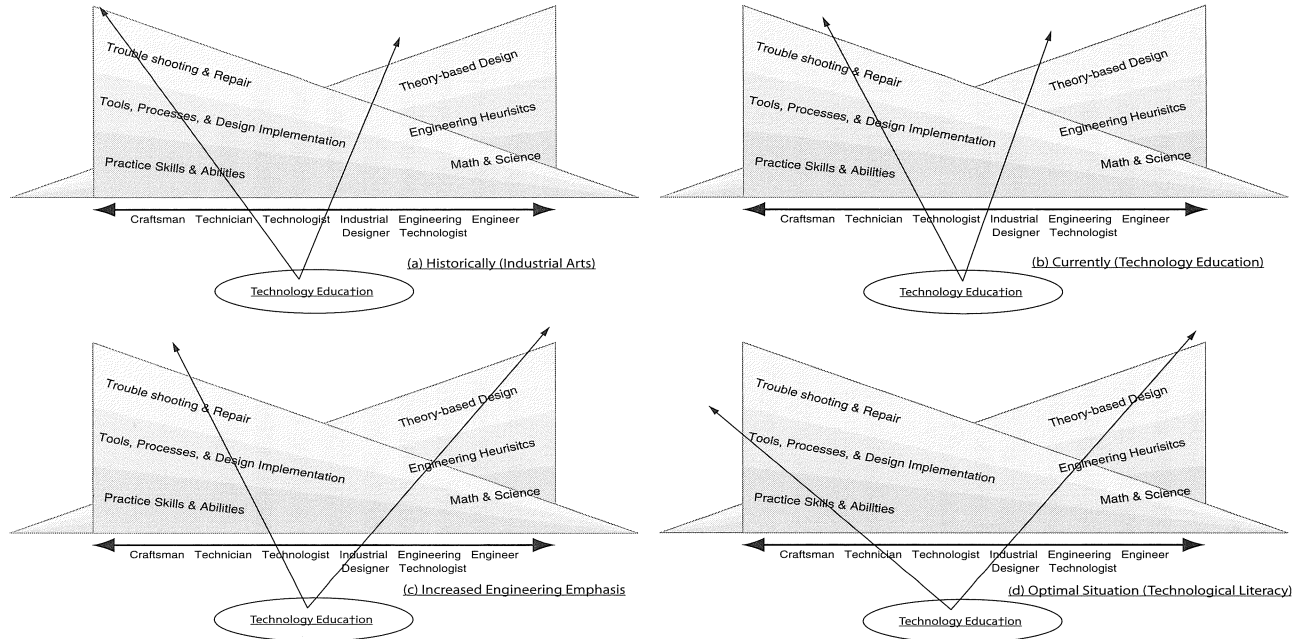 Trouble shooting & Repair
Theory-based Design
Tools, Processes, & Design Implementation
Engineering Heurisitcs
Practice Skills & Abilities
Math & Science
Craftsman Technician Technologist Industrial Designer Engineering Technologist Engineer
(a) Historically (Industrial Arts)
Technology Education
Trouble shooting & Repair
Theory-based Design
Tools, Processes, & Design Implementation
Engineering Heurisitcs
Practice Skills & Abilities
Math & Science
Craftsman Technician Technologist Industrial Designer Engineering Technologist Engineer
(b) Currently (Technology Education)
Technology Education
Trouble shooting & Repair
Theory-based Design
Tools, Processes, & Design Implementation
Engineering Heurisitcs
Practice Skills & Abilities
Math & Science
Craftsman Technician Technologist Industrial Designer Engineering Technologist Engineer
(c) Increased Engineering Emphasis
Technology Education
Trouble shooting & Repair
Theory-based Design
Tools, Processes, & Design Implementation
Engineering Heurisitcs
Practice Skills & Abilities
Math & Science
Craftsman Technician Technologist Industrial Designer Engineering Technologist Engineer
(d) Optimal Situation (Technological Literacy)
Technology Education